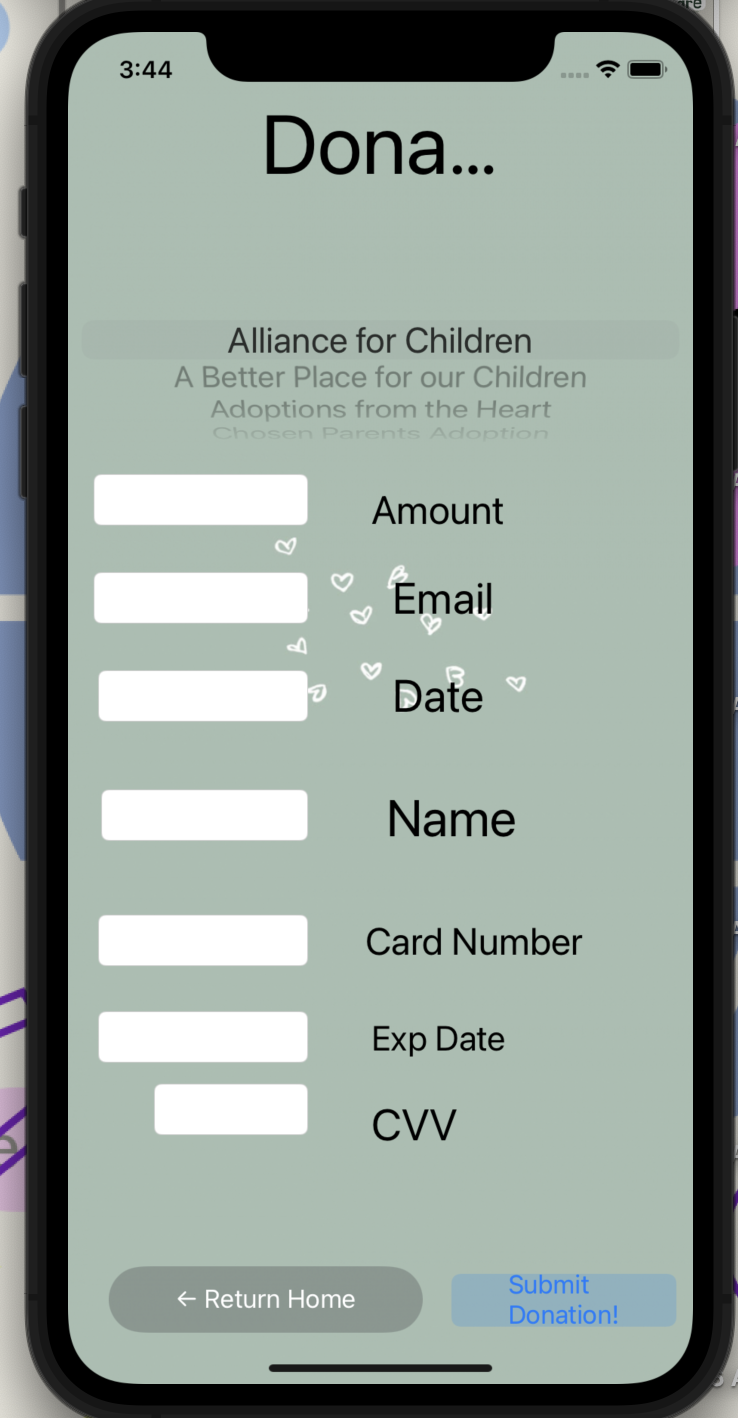 3:44
Dona...
Alliance for Children
A Better Place for our Children
Adoptions from the Heart
Chosen Parents Adoption
Amount
Email
Date
Name
Card Number
Exp Date
CVV
← Return Home
Submit
Donation!